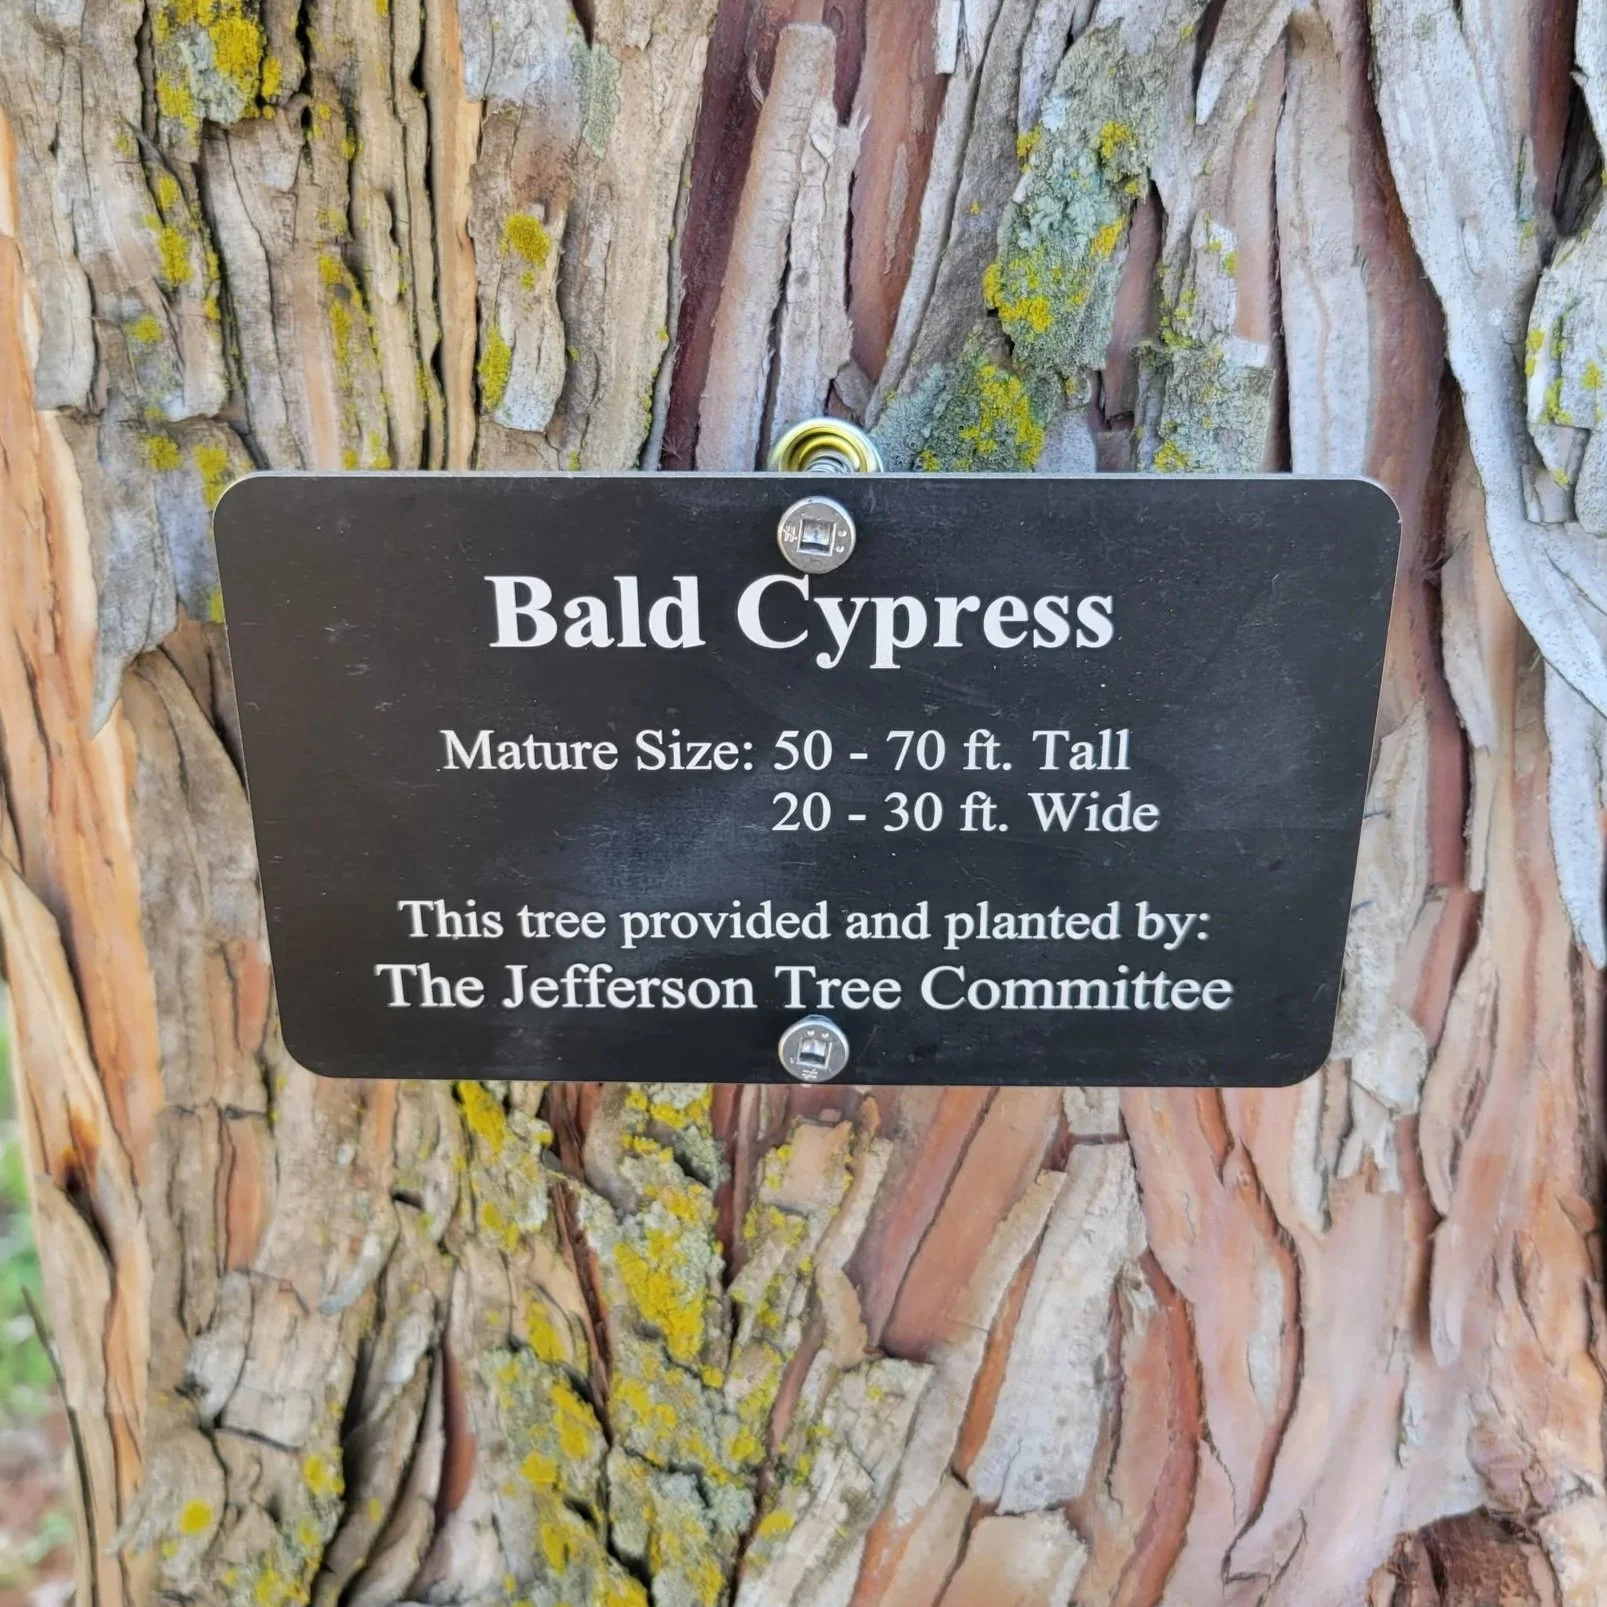 Bald Cypress
Mature Size: 50 - 70 ft. Tall
20 - 30 ft. Wide
This tree provided and planted by:
The Jefferson Tree Committee